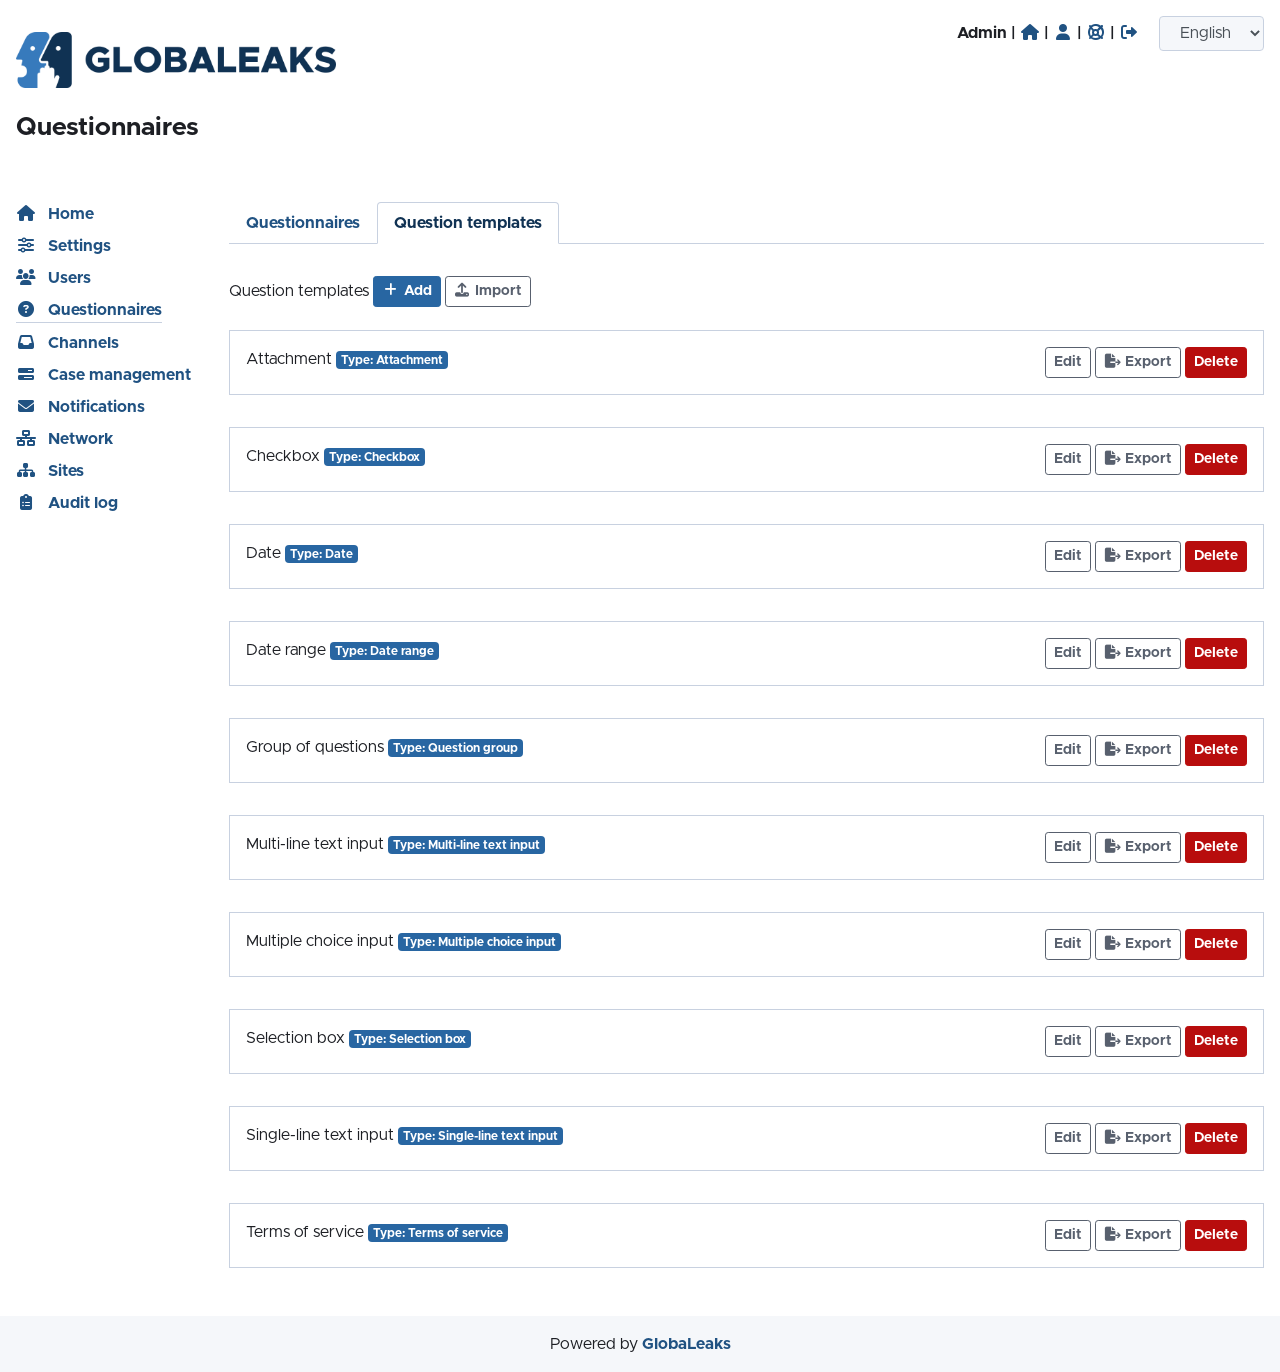 Admin | | | | English
GLOBALEAKS
Questionnaires
Home
Settings
Users
Questionnaires
Channels
Case management
Notifications
Network
Sites
Audit log
Questionnaires Question templates
Question templates Add Import
Attachment Type: Attachment Edit Export Delete
Checkbox Type: Checkbox Edit Export Delete
Date Type: Date Edit Export Delete
Date range Type: Date range Edit Export Delete
Group of questions Type: Question group Edit Export Delete
Multi-line text input Type: Multi-line text input Edit Export Delete
Multiple choice input Type: Multiple choice input Edit Export Delete
Selection box Type: Selection box Edit Export Delete
Single-line text input Type: Single-line text input Edit Export Delete
Terms of service Type: Terms of service Edit Export Delete
Powered by GlobaLeaks